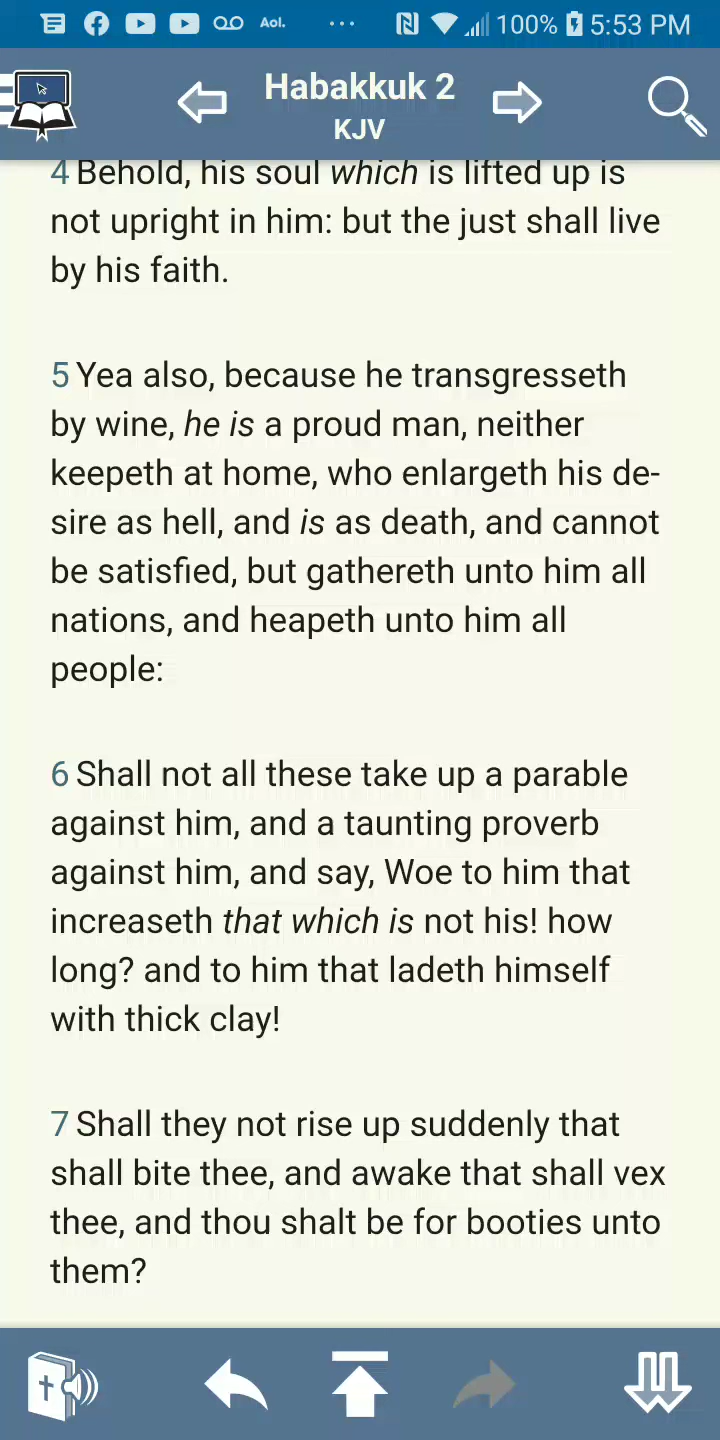 Aol.
...
100%
5:53 PM
Habakkuk 2
KJV
4 Behold, his soul which is lifted up is
not upright in him: but the just shall live
by his faith.
5 Yea also, because he transgresseth
by wine, he is a proud man, neither
keepeth at home, who enlargeth his de-
sire as hell, and is as death, and cannot
be satisfied, but gathereth unto him all
nations, and heapeth unto him all
people:
6 Shall not all these take up a parable
against him, and a taunting proverb
against him, and say, Woe to him that
increaseth that which is not his! how
long? and to him that ladeth himself
with thick clay!
7 Shall they not rise up suddenly that
shall bite thee, and awake that shall vex
thee, and thou shalt be for booties unto
them?